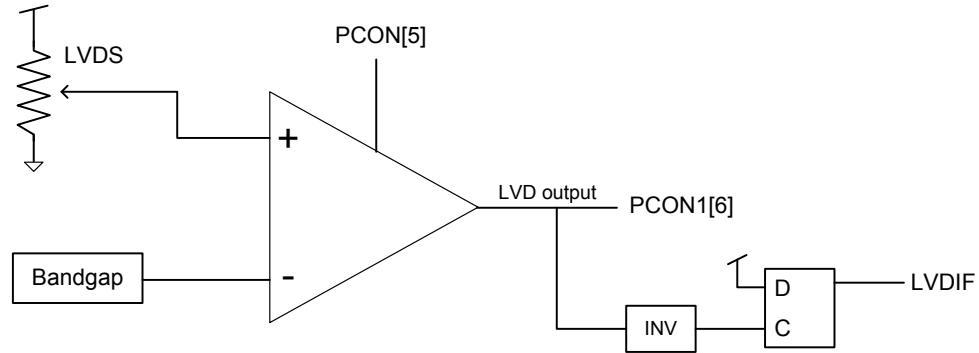 PCON[5]
LVDS
+
LVD output
PCON1[6]
Bandgap
-
D
LVDIF
INV
C